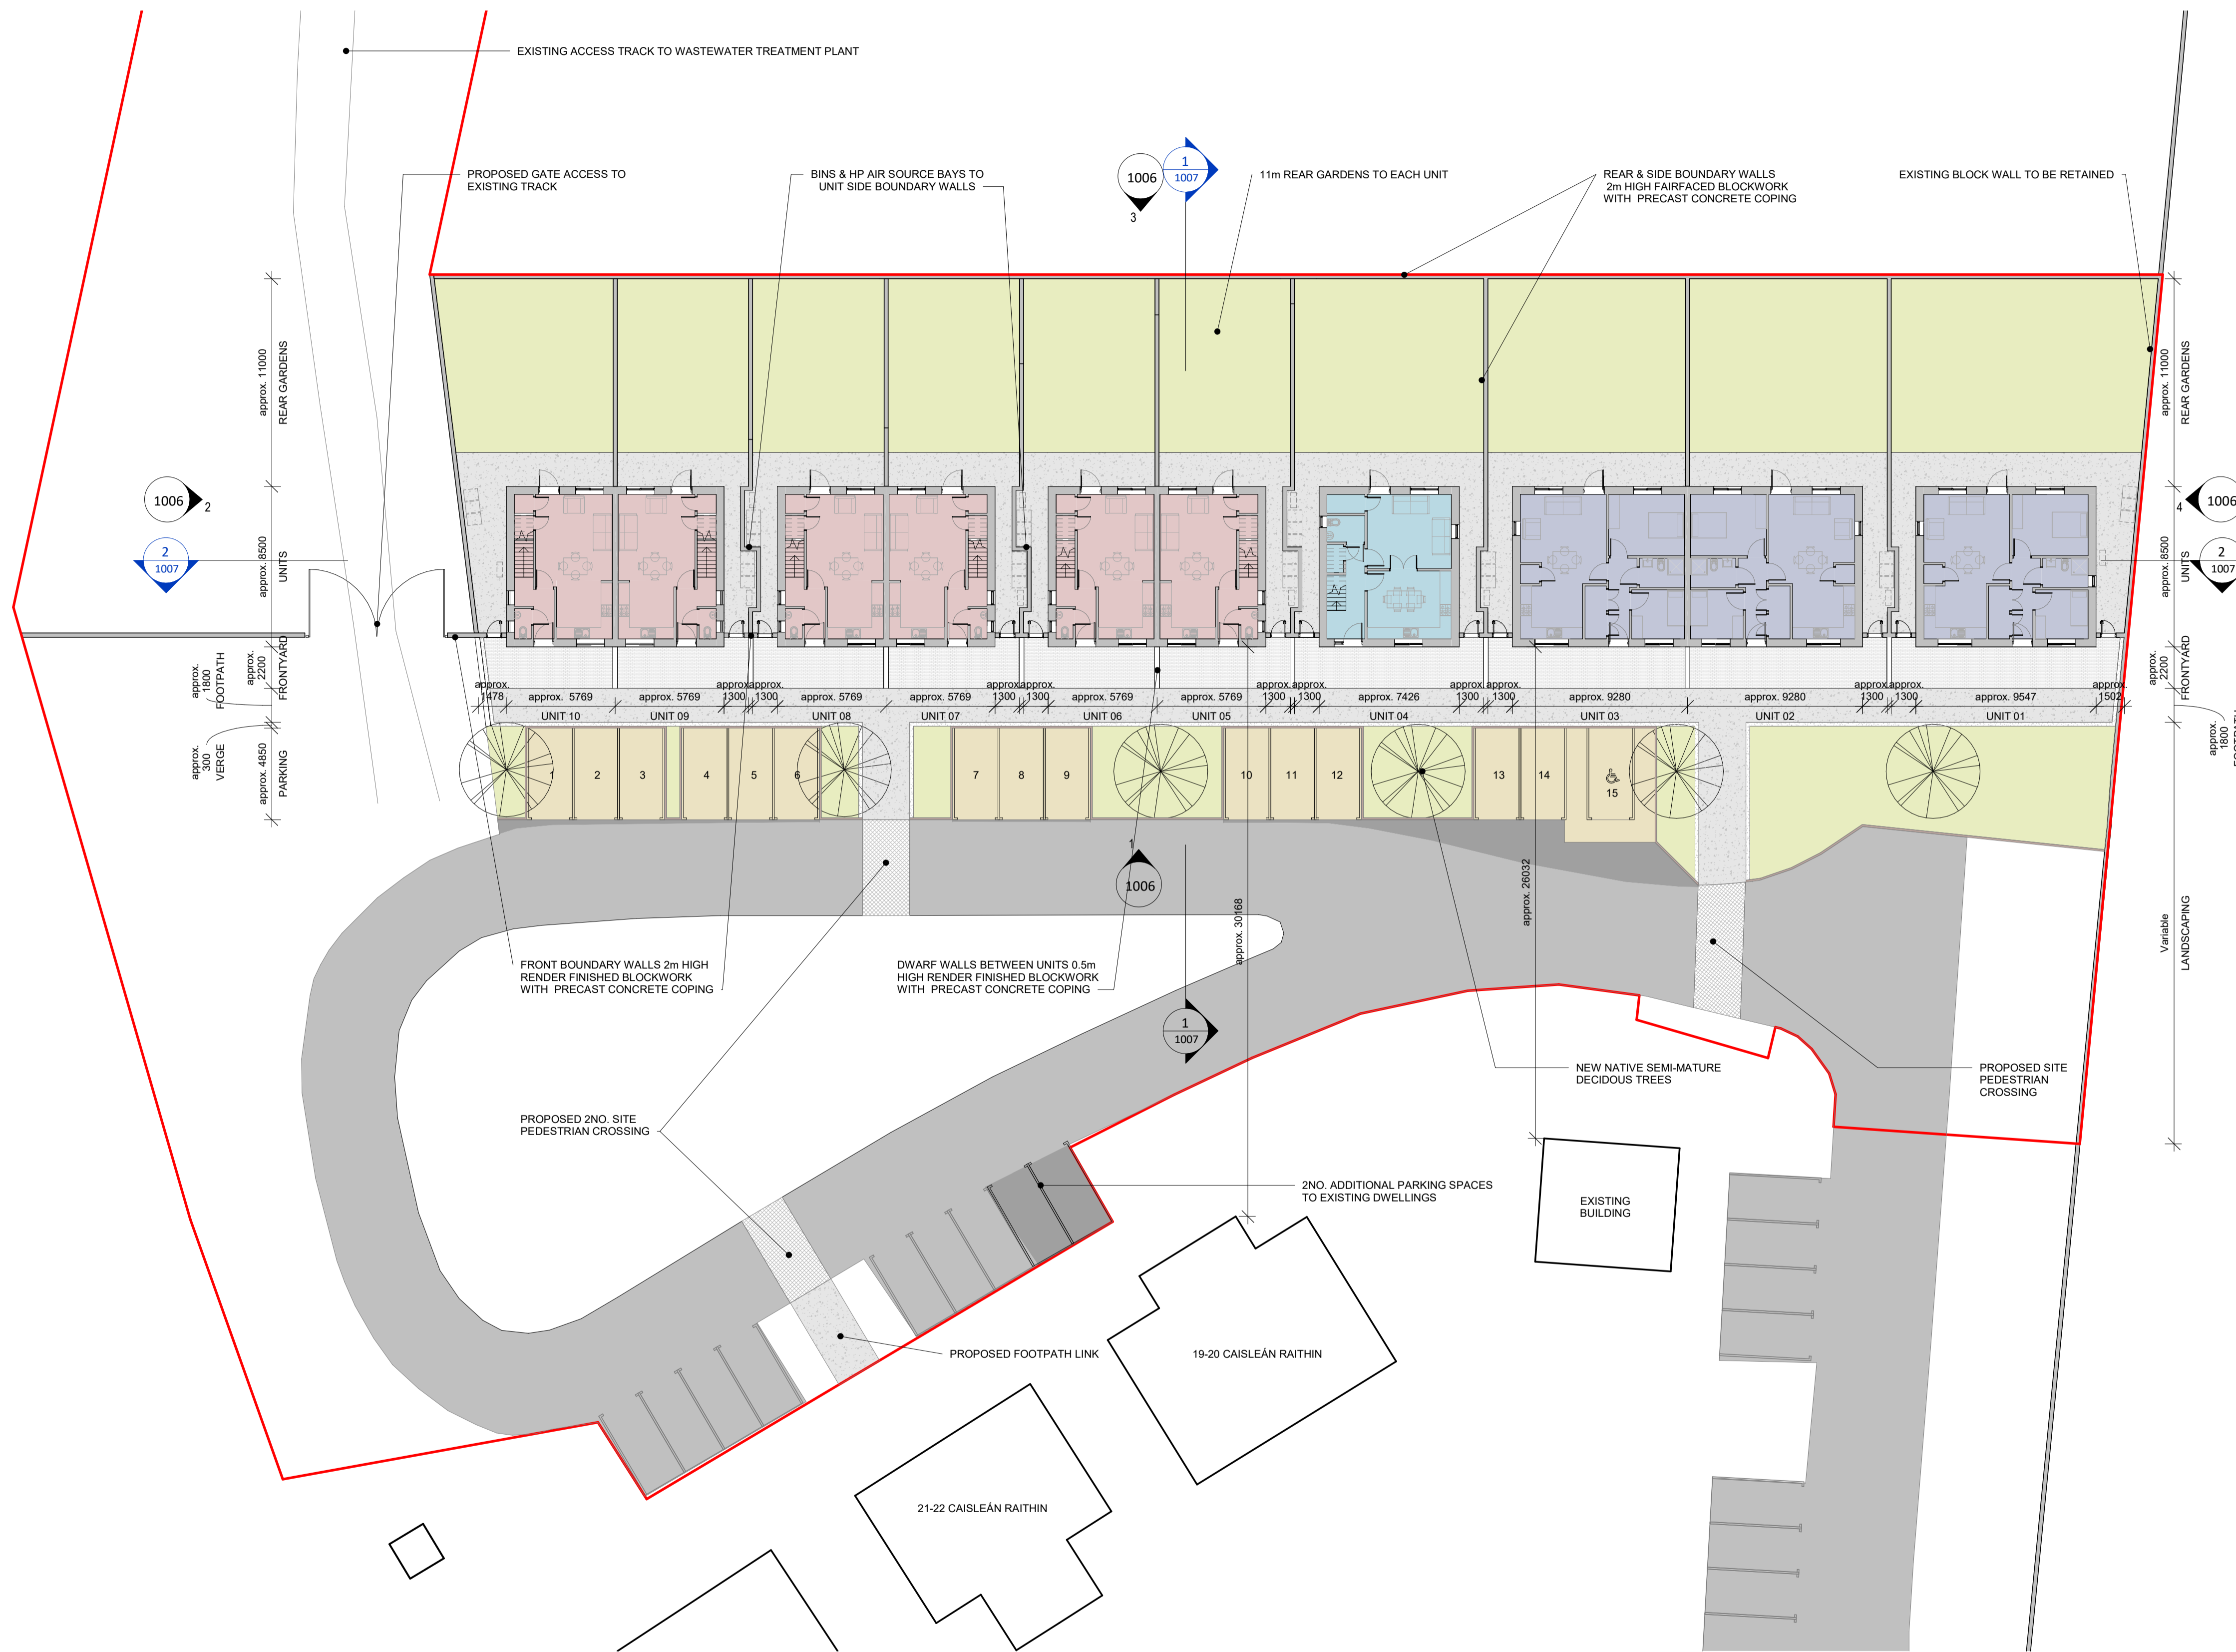 EXISTING ACCESS TRACK TO WASTEWATER TREATMENT PLANT
PROPOSED GATE ACCESS TO
EXISTING TRACK
BINS & HP AIR SOURCE BAYS TO
UNIT SIDE BOUNDARY WALLS
1006
3
1
1007
11m REAR GARDENS TO EACH UNIT
REAR & SIDE BOUNDARY WALLS
2m HIGH FAIRFACED BLOCKWORK
WITH PRECAST CONCRETE COPING
EXISTING BLOCK WALL TO BE RETAINED
approx. 11000
REAR GARDENS
approx. 11000
REAR GARDENS
1006
2
2
1007
approx. 8500
UNITS
1006
4
2
1007
approx. 8500
UNITS
approx.
1800
FOOTPATH
approx.
2200
FRONTYARD
approx.
2200
FRONTYARD
approx.
1800
approx.
300
VERGE
approx. 4850
PARKING
approx.
1478
approx. 5769
approx. 5769
approx.
1300
approx.
1300
approx. 5769
approx. 5769
approx.
1300
approx.
1300
approx. 5769
approx. 5769
approx.
1300
approx.
1300
approx. 7426
approx.
1300
approx.
1300
approx. 9280
approx. 9280
approx.
1300
approx.
1300
approx. 9547
approx.
1502
UNIT 10
UNIT 09
UNIT 08
UNIT 07
UNIT 06
UNIT 05
UNIT 04
UNIT 03
UNIT 02
UNIT 01
1
2
3
4
5
6
7
8
9
10
11
12
13
14
15
1
1006
approx. 30168
approx. 26032
Variable
LANDSCAPING
FRONT BOUNDARY WALLS 2m HIGH
RENDER FINISHED BLOCKWORK
WITH PRECAST CONCRETE COPING
DWARF WALLS BETWEEN UNITS 0.5m
HIGH RENDER FINISHED BLOCKWORK
WITH PRECAST CONCRETE COPING
1
1007
NEW NATIVE SEMI-MATURE
DECIDOUS TREES
PROPOSED SITE
PEDESTRIAN
CROSSING
PROPOSED 2NO. SITE
PEDESTRIAN CROSSING
2NO. ADDITIONAL PARKING SPACES
TO EXISTING DWELLINGS
EXISTING
BUILDING
PROPOSED FOOTPATH LINK
19-20 CAISLEÁN RAITHIN
21-22 CAISLEÁN RAITHIN